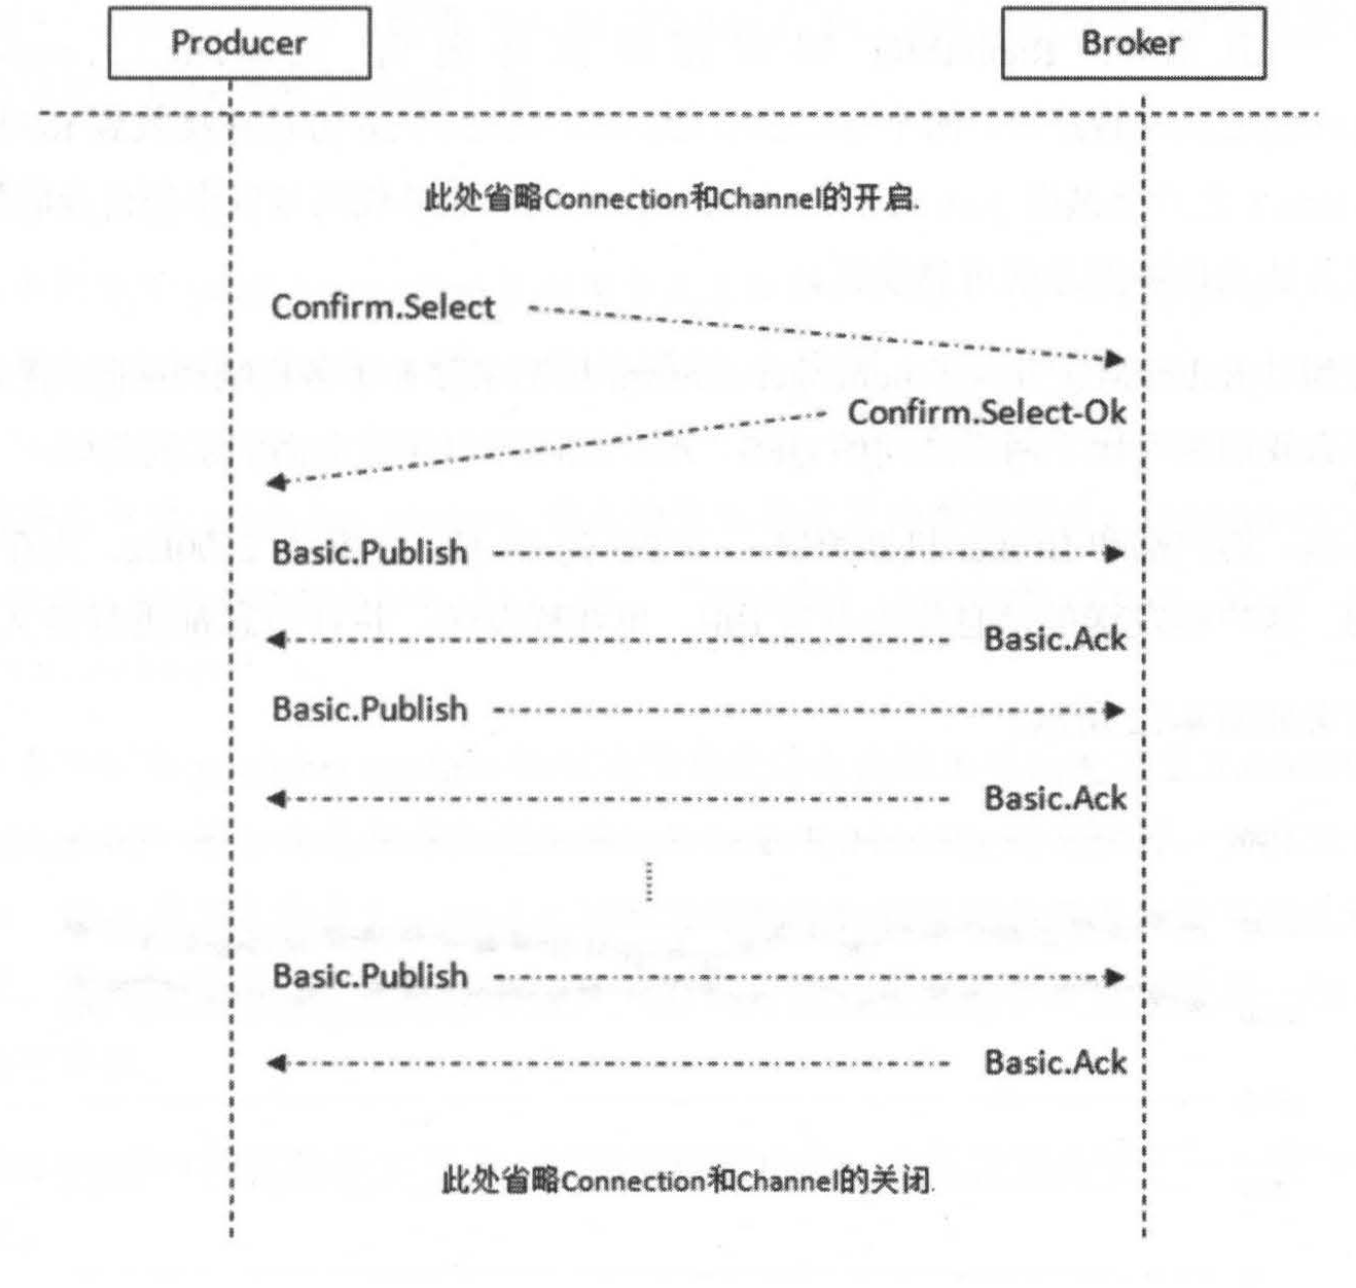 Producer
Broker
此处省略Connection和Channel的开启.
Confirm.Select
Confirm.Select-Ok
Basic.Publish
Basic.Ack
Basic.Publish
Basic.Ack
Basic.Publish
Basic.Ack
此处省略Connection和Channel的关闭.